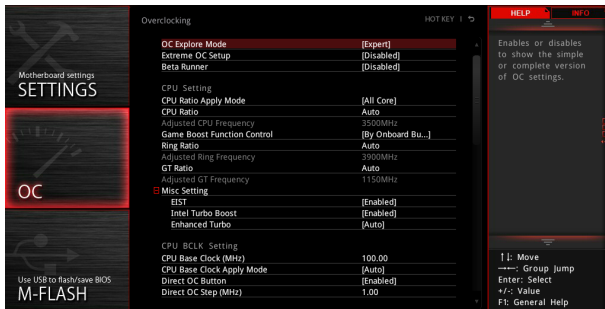 Motherboard settings
SETTINGS
OC
Use USB to flash/save BIOS
M-FLASH
Overclocking
HOT KEY
OC Explore Mode [Expert]
Extreme OC Setup [Disabled]
Beta Runner [Disabled]
CPU Setting
CPU Ratio Apply Mode [All Core]
CPU Ratio Auto
Adjusted CPU Frequency 3500MHz
Game Boost Function Control [By Onboard Bu...]
Ring Ratio Auto
Adjusted Ring Frequency 3900MHz
GT Ratio Auto
Adjusted GT Frequency 1150MHz
Misc Setting
EIST [Enabled]
Intel Turbo Boost [Enabled]
Enhanced Turbo [Auto]
CPU BCLK Setting
CPU Base Clock (MHz) 100.00
CPU Base Clock Apply Mode [Auto]
Direct OC Button [Enabled]
Direct OC Step (MHz) 1.00
HELP
INFO
Enables or disables
to show the simple
or complete version
of OC settings.
↑↓: Move
→←: Group Jump
Enter: Select
+/-: Value
F1: General Help